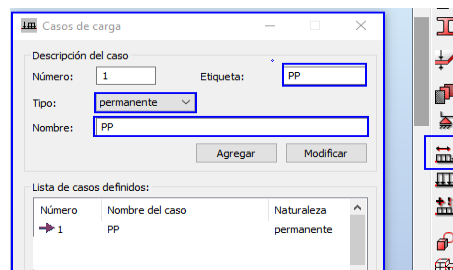 Casos de carga
Descripción del caso
Número: 1 Etiqueta: PP
Tipo: permanente
Nombre: PP
Agregar Modificar
Lista de casos definidos:
Número Nombre del caso Naturaleza
1 PP permanente